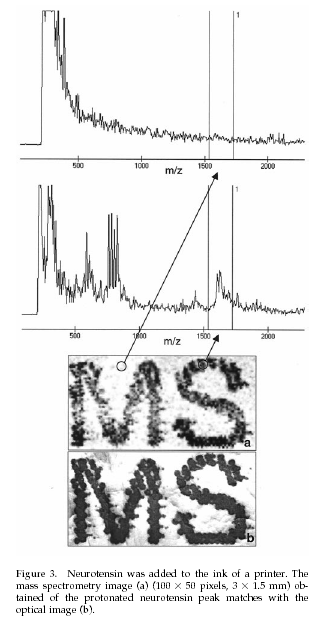 1
500 1000 1500 2000
m/z
1
500 1000 1500 2000
m/z
MS
a
MS
b
Figure 3. Neurotensin was added to the ink of a printer. The
mass spectrometry image (a) (100 × 50 pixels, 3 × 1.5 mm) ob-
tained of the protonated neurotensin peak matches with the
optical image (b).